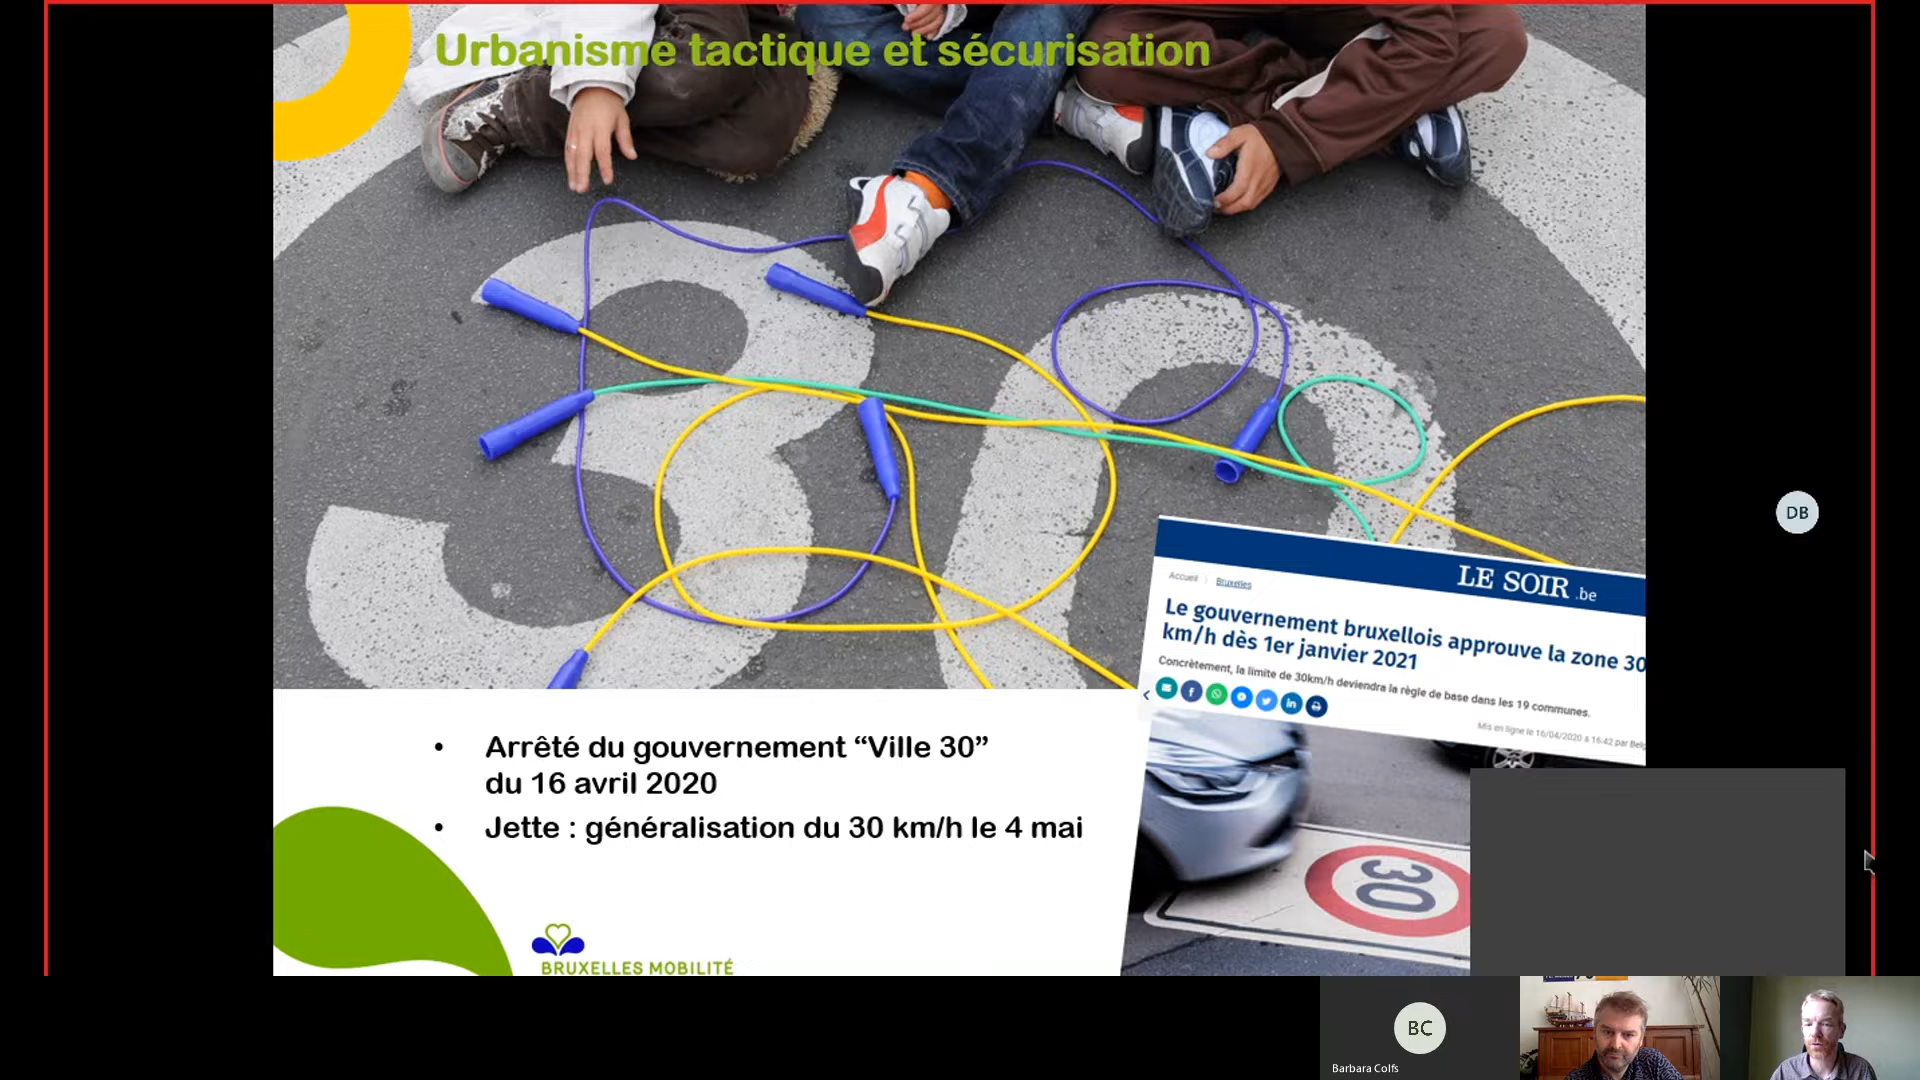 Urbanisme tactique et sécurisation
30
LE SOIR .be
Accueil
Bruxelles
Le gouvernement bruxellois approuve la zone 30
km/h dès 1er janvier 2021
Concrètement, la limite de 30km/h deviendra la règle de base dans les 19 communes.
Mis en ligne le 16/04/2020 à 16:42 par Belg
30
• Arrêté du gouvernement “Ville 30”
du 16 avril 2020
• Jette : généralisation du 30 km/h le 4 mai
BRUXELLES MOBILITÉ
DB
BC
Barbara Colfs